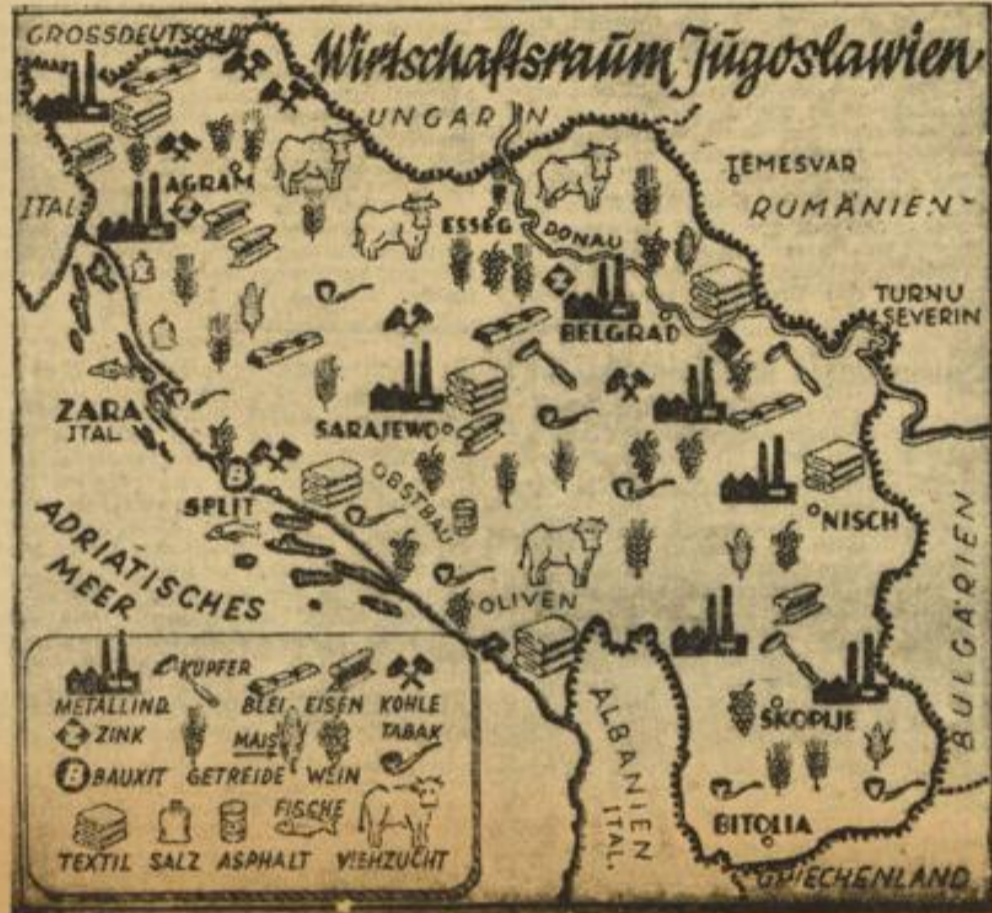 Wirtschaftsraum Jugoslawien
GROSSDEUTSCHLD
UNGARN
ITAL
AGRAM
TEMESVAR
RUMÄNIEN
ESSEG
DONAU
TURNU
SEVERIN
BELGRAD
ZARA
ITAL
SARAJEWO
B
SPLIT
OBSTBAU
NISCH
ADRIATISCHES
MEER
OLIVEN
BULGARIEN
ALBANIEN
ITAL.
SKOPLJE
BITOLIA
GRIECHENLAND
KUPFER
METALLIND. BLEI EISEN KOHLE
ZINK MAIS TABAK
B BAUXIT GETREIDE WEIN
FISCHE
TEXTIL SALZ ASPHALT VIEHZUCHT